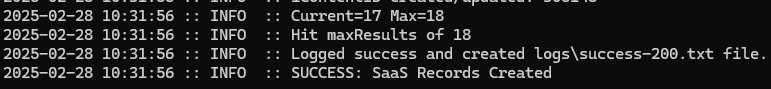 2025-02-28 10:31:56 :: INFO  :: Current=17 Max=18
2025-02-28 10:31:56 :: INFO  :: Hit maxResults of 18
2025-02-28 10:31:56 :: INFO  :: Logged success and created logs\success-200.txt file.
2025-02-28 10:31:56 :: INFO  :: SUCCESS: SaaS Records Created